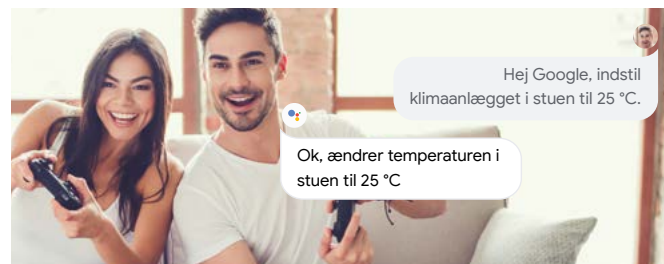 Hej Google, indstil
klimaanlægget i stuen til 25 °C.
Ok, ændrer temperaturen i
stuen til 25 °C